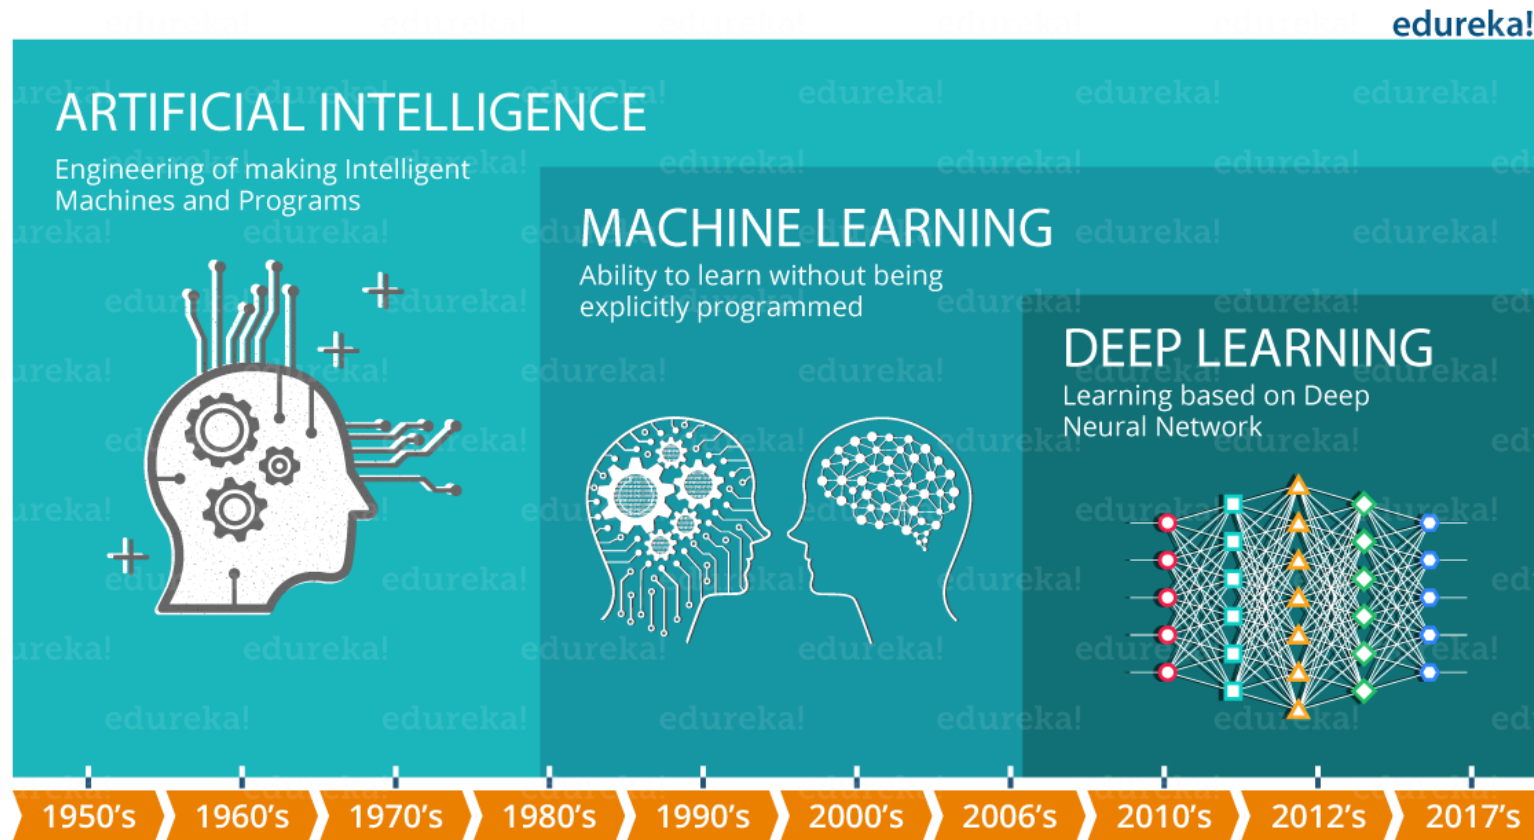 edureka!
ARTIFICIAL INTELLIGENCE
Engineering of making Intelligent
Machines and Programs
MACHINE LEARNING
Ability to learn without being
explicitly programmed
DEEP LEARNING
Learning based on Deep
Neural Network
1950's
1960's
1970's
1980's
1990's
2000's
2006's
2010's
2012's
2017's